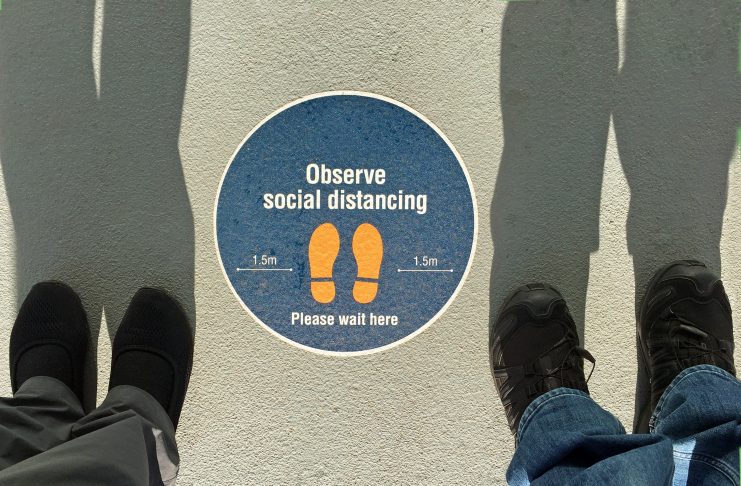 Observe
social distancing
1.5m
1.5m
Please wait here